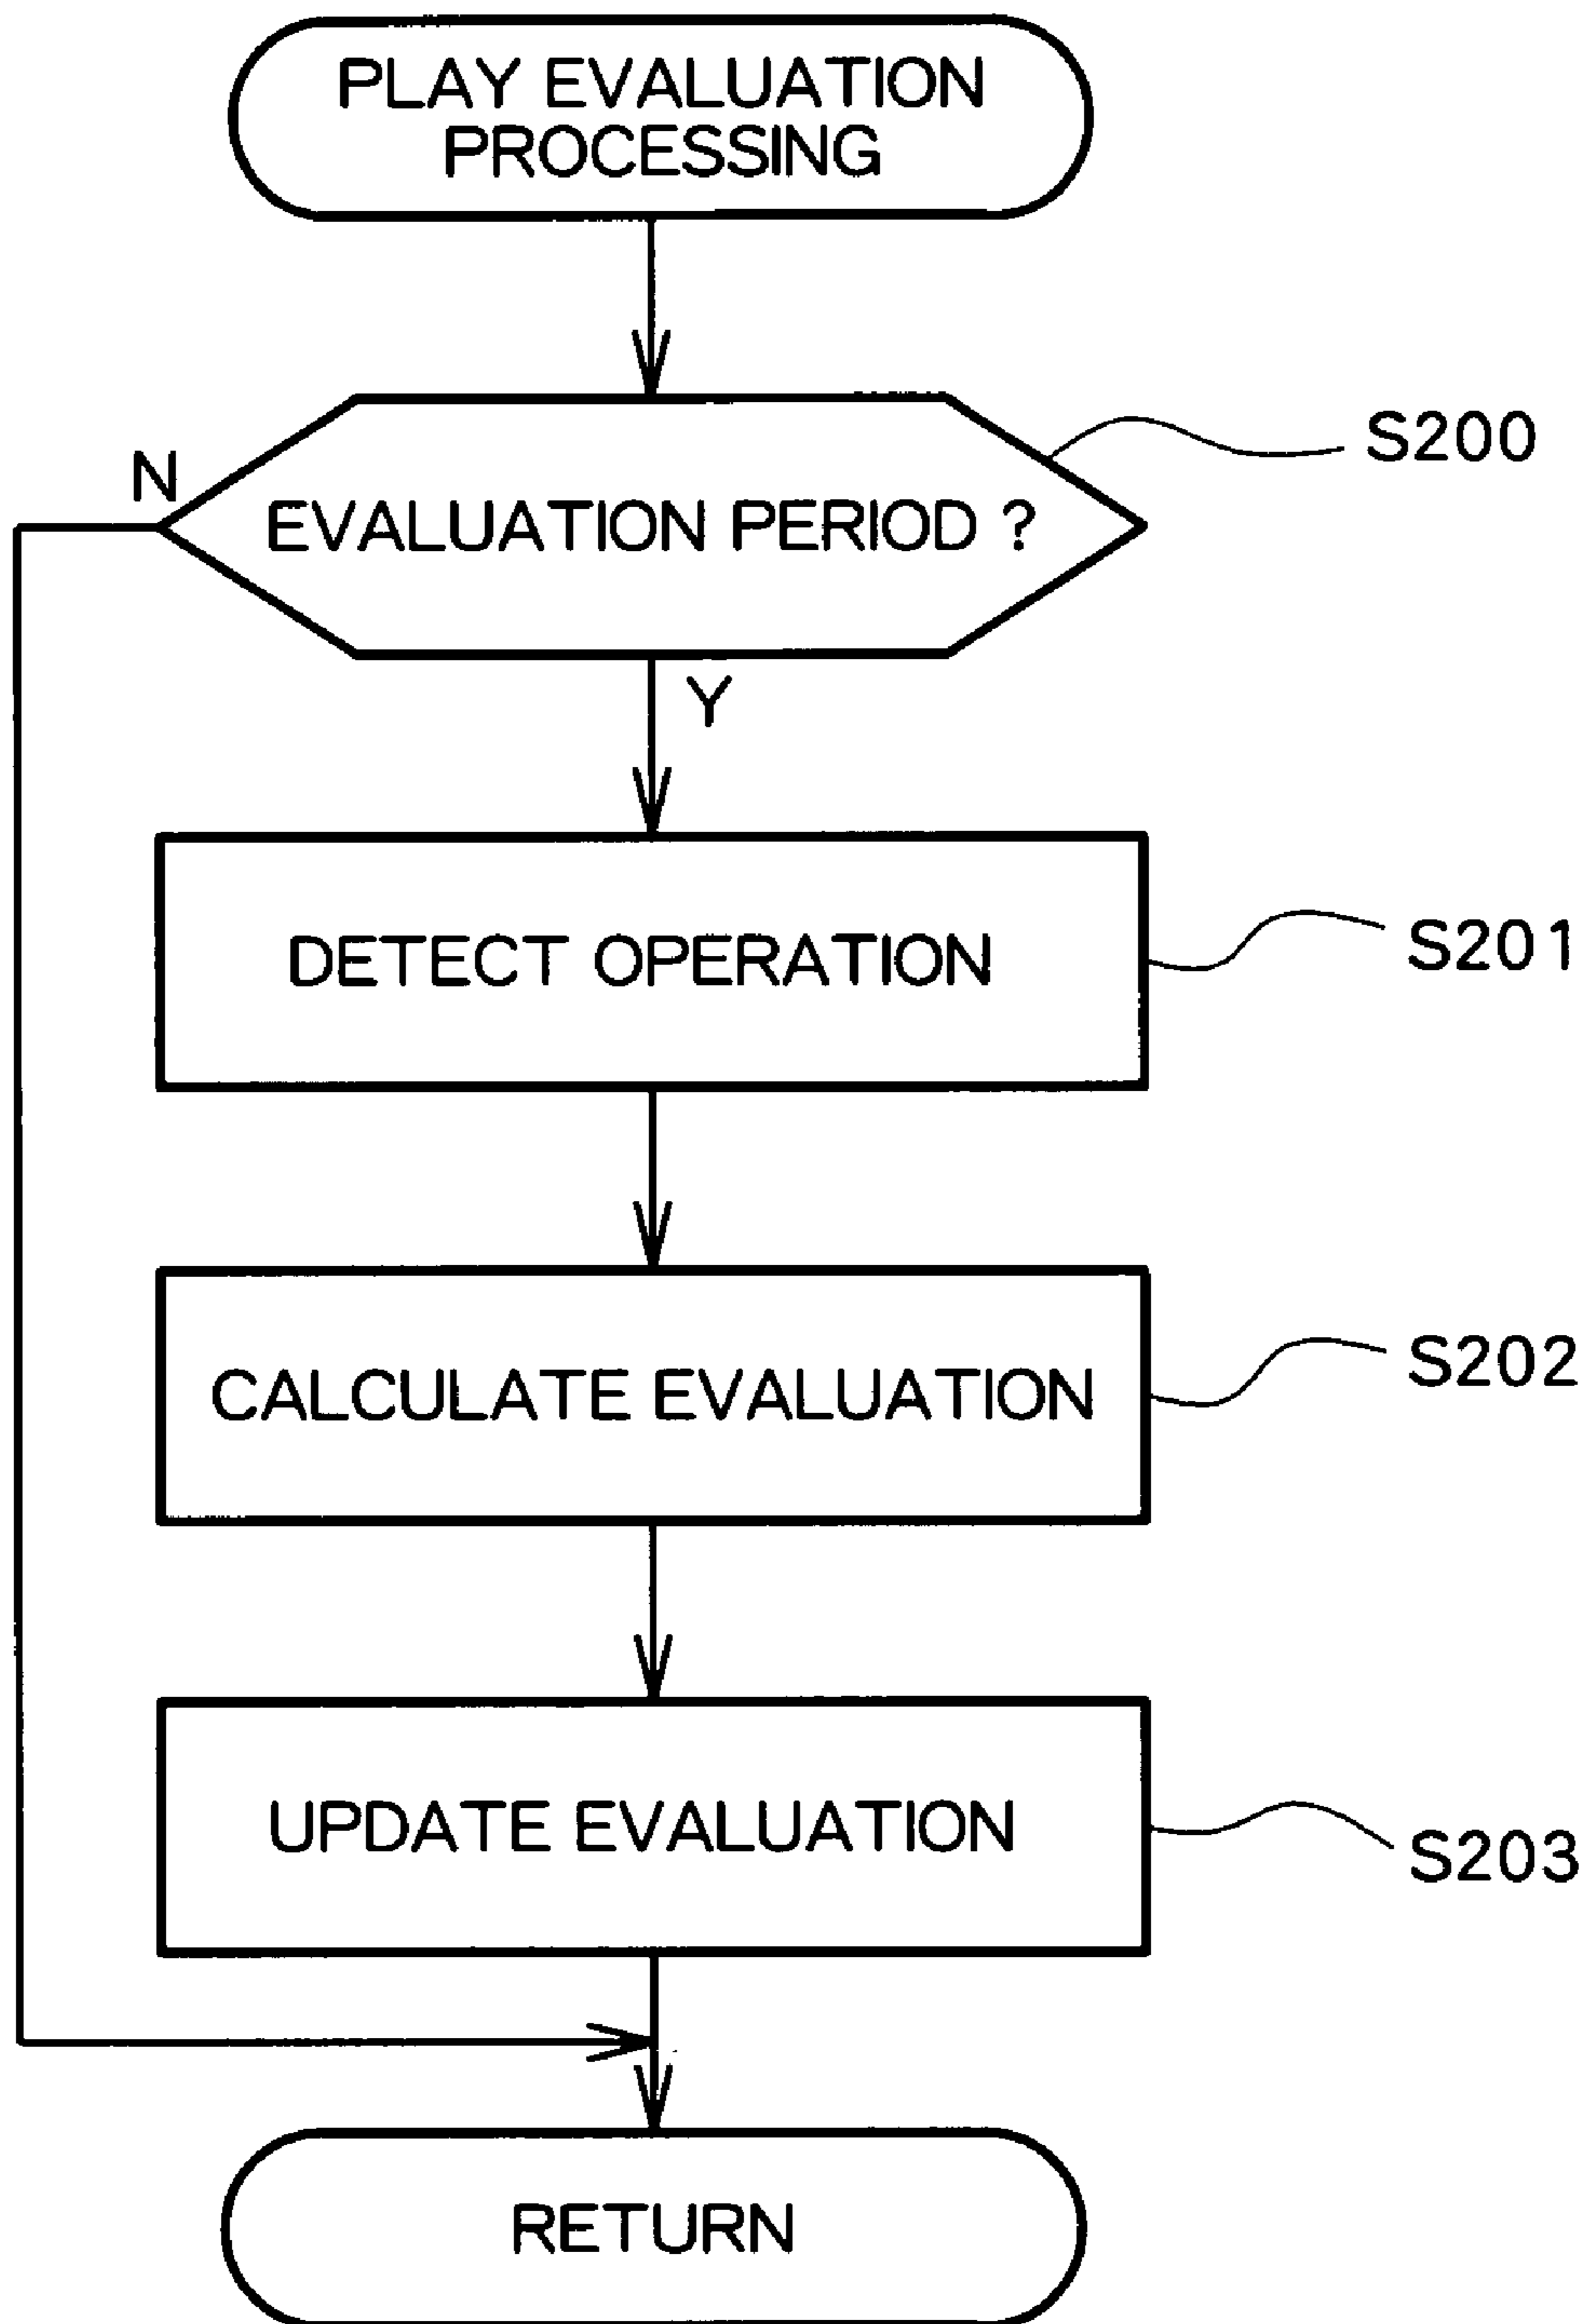 PLAY EVALUATION
PROCESSING
S200
N
EVALUATION PERIOD ?
Y
DETECT OPERATION
S201
CALCULATE EVALUATION
S202
UPDATE EVALUATION
S203
RETURN